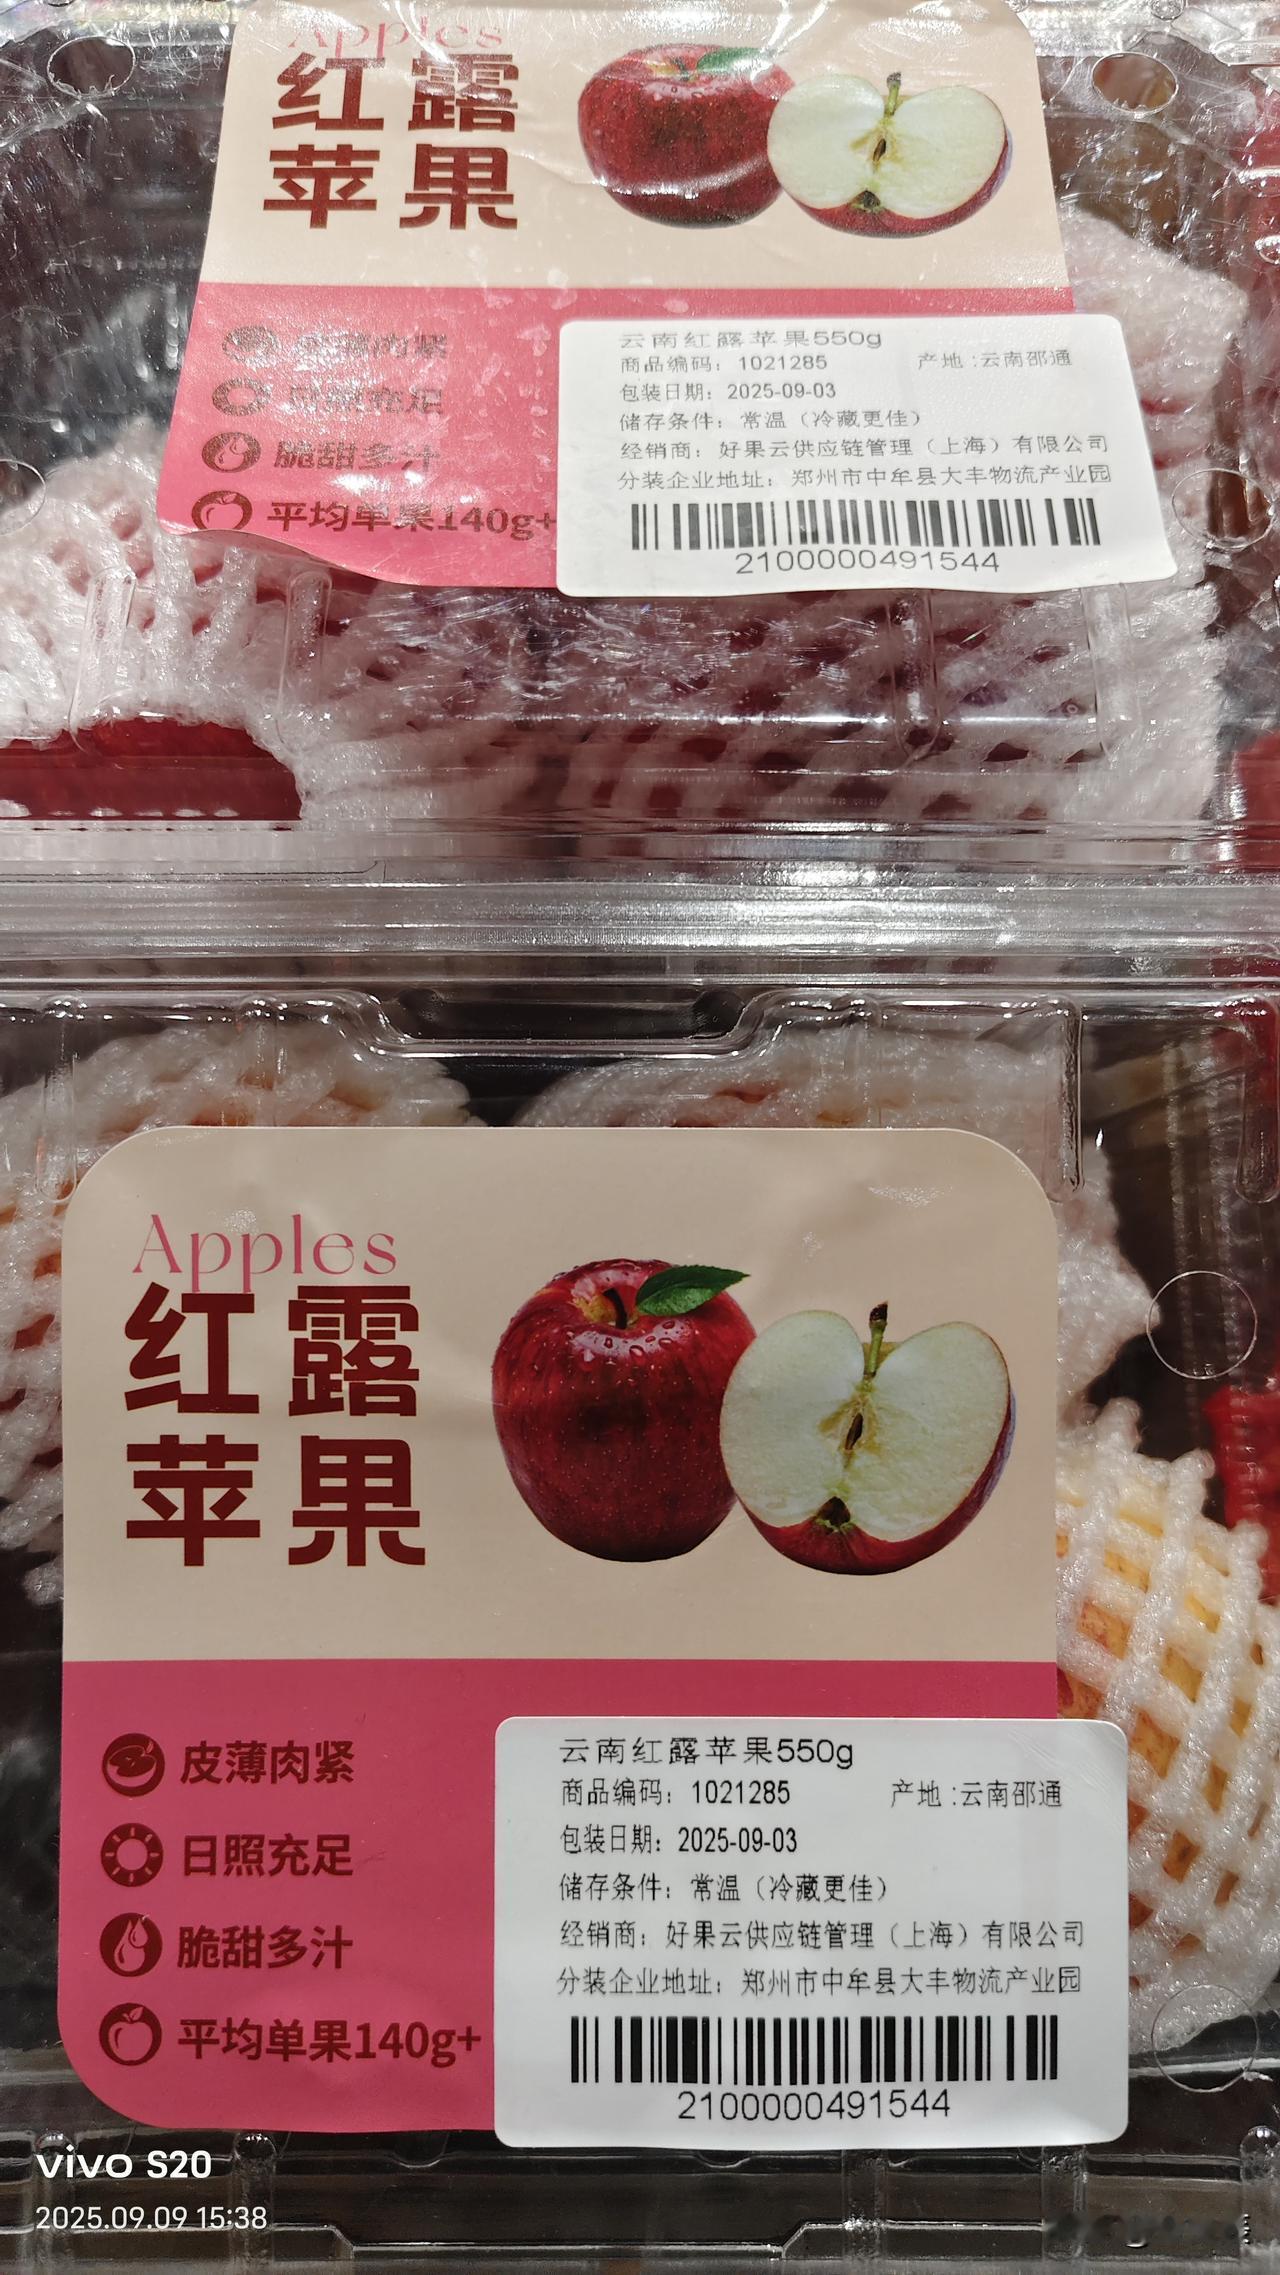 Apples
红露
苹果
肉紧
日照充足
脆甜多汁
平均单果140g+
云南红露苹果550g
商品编码：1021285 产地:云南邵通
包装日期：2025-09-03
储存条件：常温（冷藏更佳）
经销商：好果云供应链管理（上海）有限公司
分装企业地址：郑州市中牟县大丰物流产业园
2100000491544
Apples
红露
苹果
皮薄肉紧
日照充足
脆甜多汁
平均单果140g+
云南红露苹果550g
商品编码：1021285 产地:云南邵通
包装日期：2025-09-03
储存条件：常温（冷藏更佳）
经销商：好果云供应链管理（上海）有限公司
分装企业地址：郑州市中牟县大丰物流产业园
2100000491544
vivo S20
2025.09.09 15:38